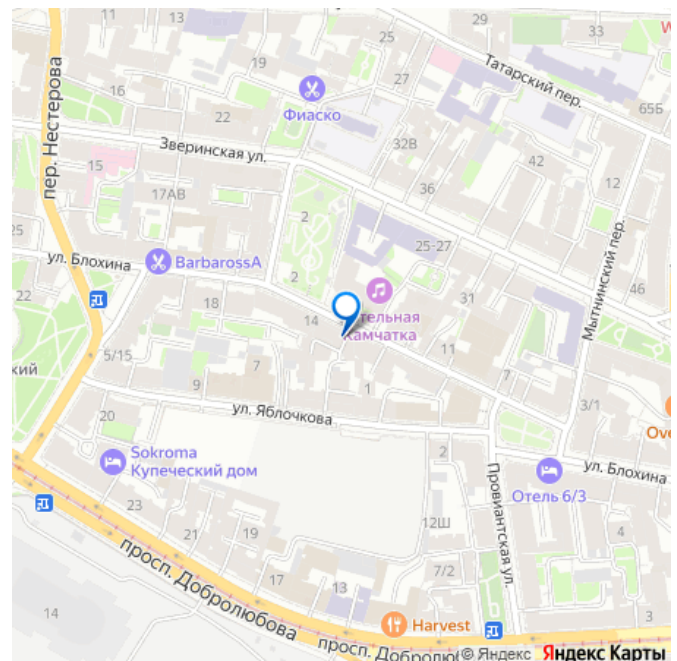 29
33
25
Татарский пер.
11
27
65Б
пер. Нестерова
16
Фиаско
22
32В
Зверинская ул.
42
12
15
36
17АВ
2
25-27
25
ул. Блохина
BarbarossA
2
Мытнинский пер.
46
22
31
18
14
тельная
Камчатка
11
5/15
7
7
9
1
3/1
ул. Яблочкова
20
Sokroma
Купеческий дом
2
ул. Блохина
Отель 6/3
Провиантская ул.
23
21
19
12Ш
4
просп. Добролюбова
17
7/2
13
14
Harvest
3
просп. Добролю
© Яндекс Яндекс Карты